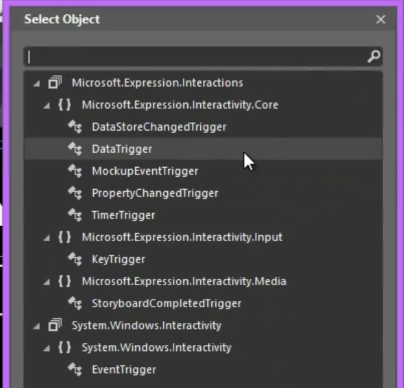 Select Object
Microsoft.Expression.Interactions
{ } Microsoft.Expression.Interactivity.Core
DataStoreChangedTrigger
DataTrigger
MockupEventTrigger
PropertyChangedTrigger
TimerTrigger
{ } Microsoft.Expression.Interactivity.Input
KeyTrigger
{ } Microsoft.Expression.Interactivity.Media
StoryboardCompletedTrigger
System.Windows.Interactivity
{ } System.Windows.Interactivity
EventTrigger